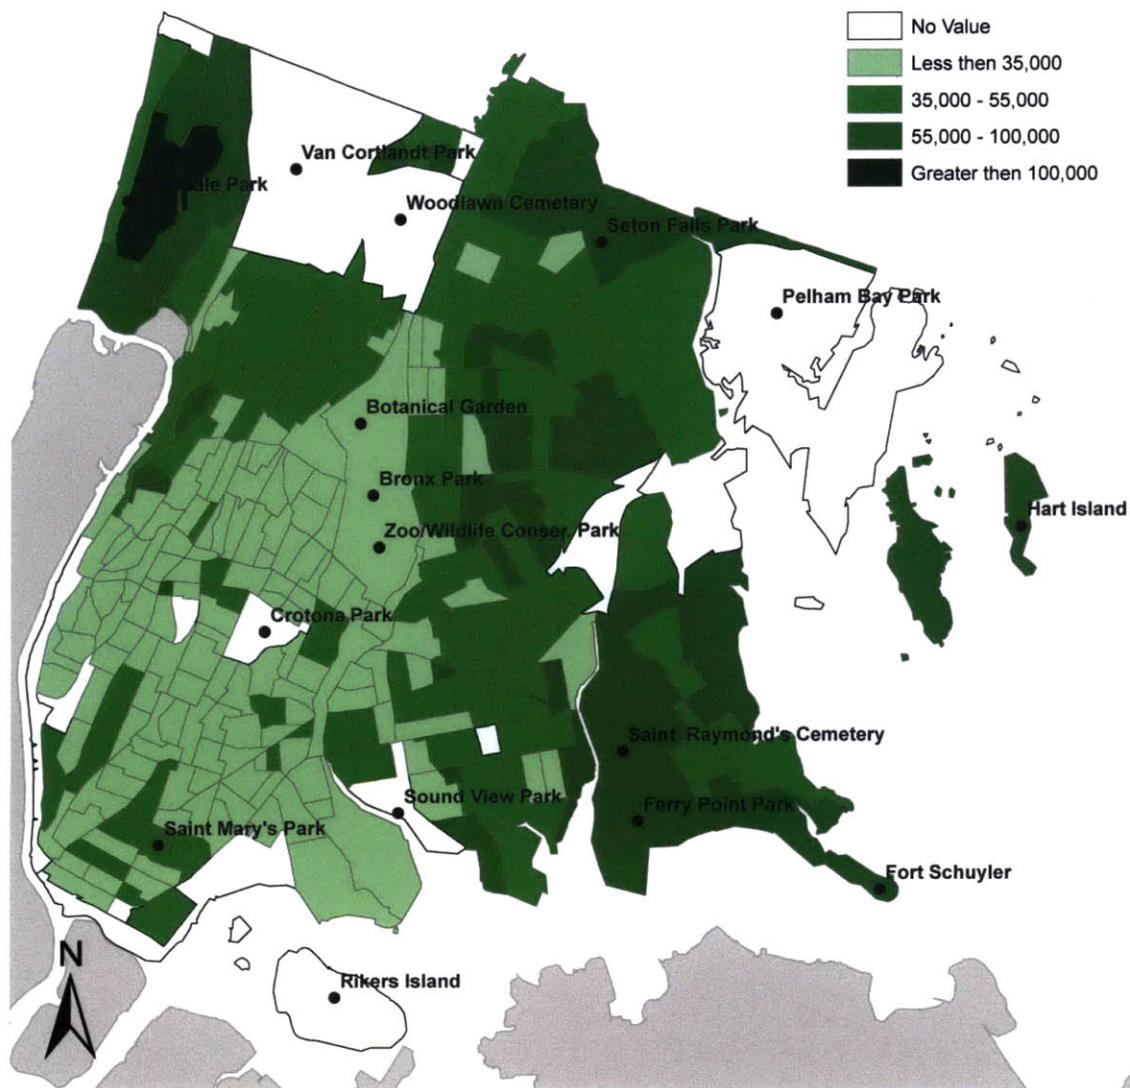 No Value
Less then 35,000
35,000 - 55,000
55,000 - 100,000
Greater then 100,000
Van Cortlandt Park
Park
Woodlawn Cemetery
Seton Falls Park
Pelham Bay Park
Botanical Garden
Bronx Park
Hart Island
Zoo/Wildlife Conser. Park
Crotona Park
Saint Raymond's Cemetery
Sound View Park
Ferry Point Park
Saint Mary's Park
Fort Schuyler
N
Rikers Island